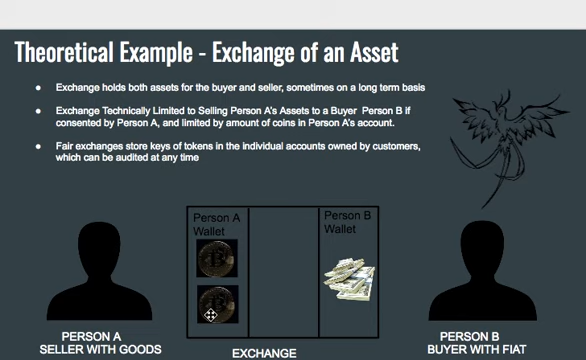 Theoretical Example - Exchange of an Asset
● Exchange holds both assets for the buyer and seller, sometimes on a long term basis
● Exchange Technically Limited to Selling Person A's Assets to a Buyer Person B if
consented by Person A, and limited by amount of coins in Person A's account.
● Fair exchanges store keys of tokens in the individual accounts owned by customers,
which can be audited at any time
Person A
Wallet
Person B
Wallet
PERSON A
SELLER WITH GOODS
EXCHANGE
PERSON B
BUYER WITH FIAT